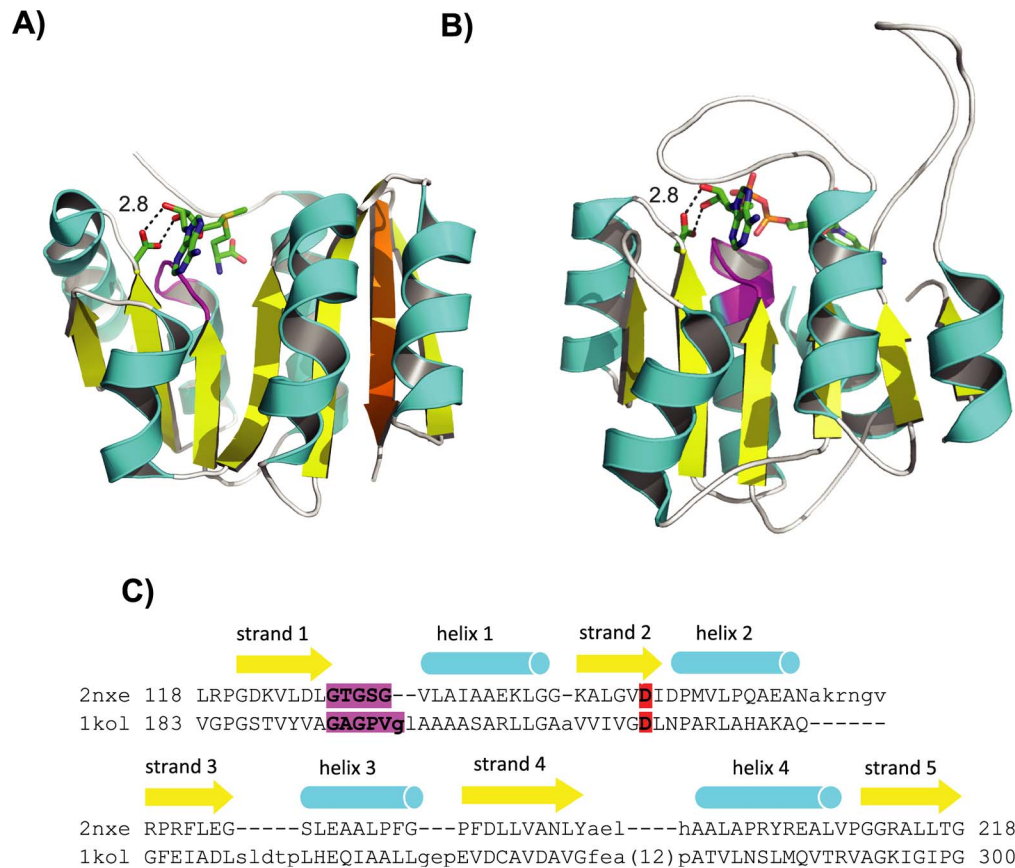 A)
B)
2.8
2.8
C)
strand 1 helix 1 strand 2 helix 2
2nxe 118 LRPGDKVLDLGTGSG--VLAIAAEKLGG-KALGVDIDPMVLPQAEANakrngv
1kol 183 VGPGSTVYVAGAGPVglAAAASARLLGAaVVIVGDLNPARLAHAKAQ------
strand 3 helix 3 strand 4 helix 4 strand 5
2nxe RPRFLEG-----SLEAALPFG---PFDLLVANLYael----hAALAPRYREALVPGGRALLTG 218
1kol GFEIADLsldtpLHEQIAALLgepEVDCAVDAVGfea(12)pATVLNSLMQVTRVAGKIGIPG 300